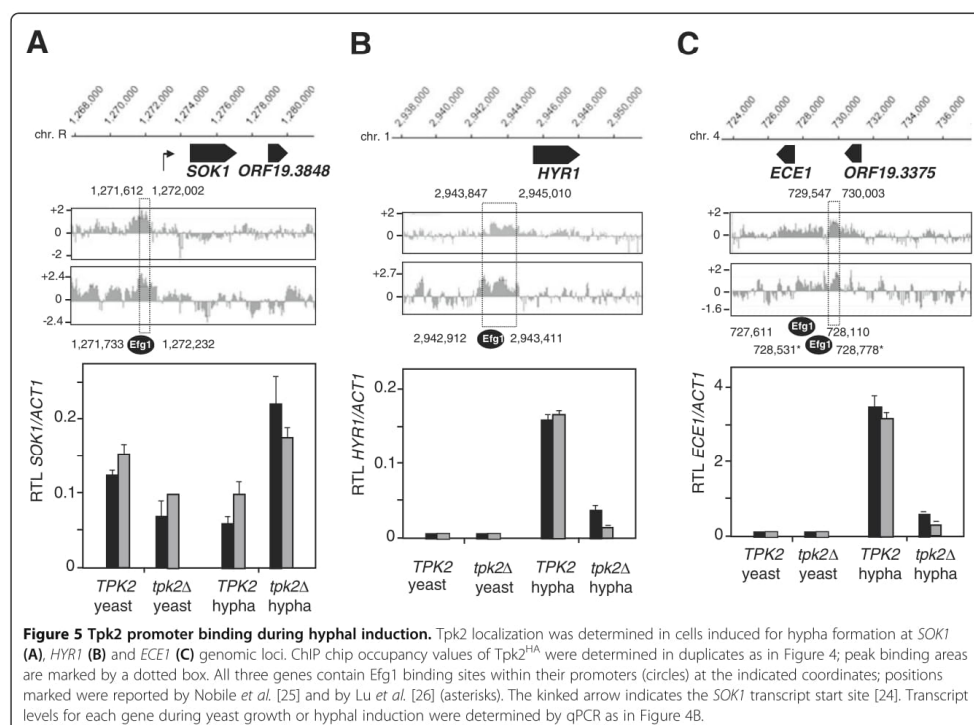 A
1,268,000 1,270,000 1,272,000 1,274,000 1,276,000 1,278,000 1,280,000
chr. R
SOK1 ORF19.3848
1,271,612 1,272,002
+2
0
-2
+2.4
0
-2.4
1,271,733 Efg1 1,272,232
RTL SOK1/ACT1
0.2
0.1
0
TPK2 yeast
tpk2Δ yeast
TPK2 hypha
tpk2Δ hypha
B
2,938,000 2,940,000 2,942,000 2,944,000 2,946,000 2,948,000 2,950,000
chr. 1
HYR1
2,943,847 2,945,010
+2
0
+2.7
0
2,942,912 Efg1 2,943,411
RTL HYR1/ACT1
0.2
0.1
0
TPK2 yeast
tpk2Δ yeast
TPK2 hypha
tpk2Δ hypha
C
724,000 726,000 728,000 730,000 732,000 734,000 736,000
chr. 4
ECE1 ORF19.3375
729,547 730,003
+2
0
+2
0
-1.6
727,611 Efg1 728,110
728,531* Efg1 728,778*
RTL ECE1/ACT1
4
2
0
TPK2 yeast
tpk2Δ yeast
TPK2 hypha
tpk2Δ hypha
Figure 5 Tpk2 promoter binding during hyphal induction. Tpk2 localization was determined in cells induced for hypha formation at SOK1
(A), HYR1 (B) and ECE1 (C) genomic loci. ChIP chip occupancy values of Tpk2HA were determined in duplicates as in Figure 4; peak binding areas
are marked by a dotted box. All three genes contain Efg1 binding sites within their promoters (circles) at the indicated coordinates; positions
marked were reported by Nobile et al. [25] and by Lu et al. [26] (asterisks). The kinked arrow indicates the SOK1 transcript start site [24]. Transcript
levels for each gene during yeast growth or hyphal induction were determined by qPCR as in Figure 4B.